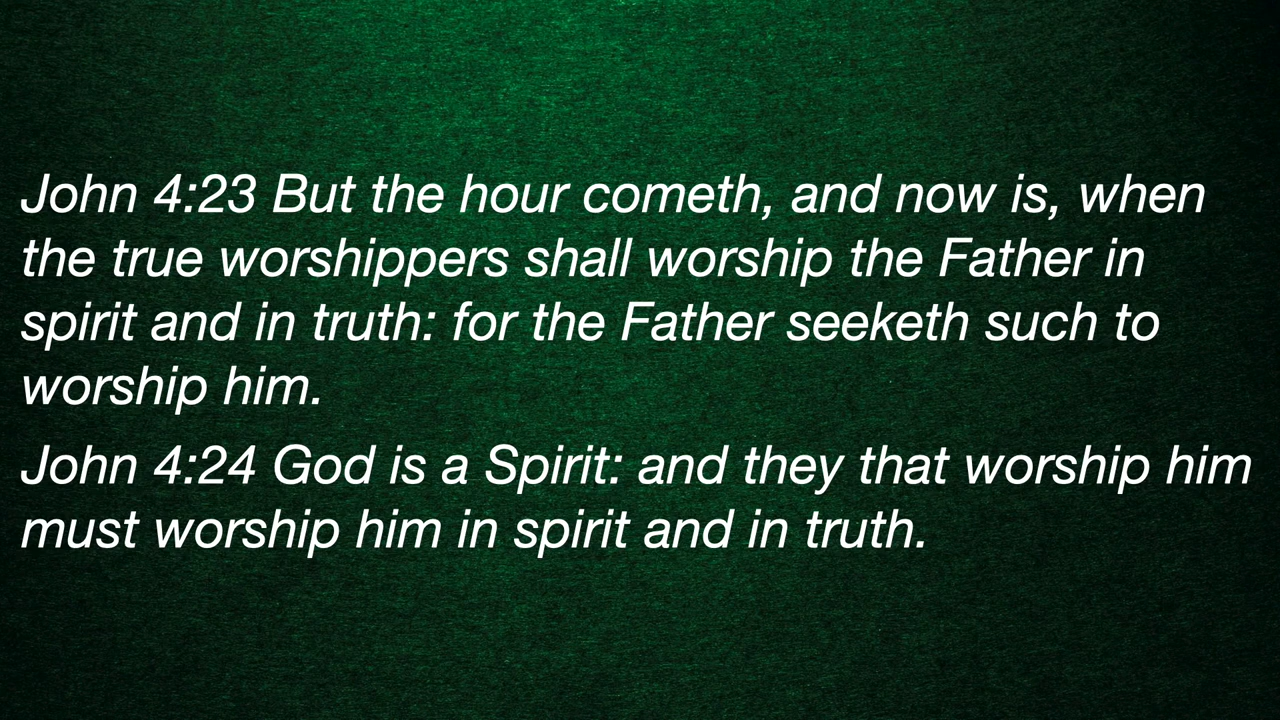 John 4:23 But the hour cometh, and now is, when
the true worshippers shall worship the Father in
spirit and in truth: for the Father seeketh such to
worship him.
John 4:24 God is a Spirit: and they that worship him
must worship him in spirit and in truth.